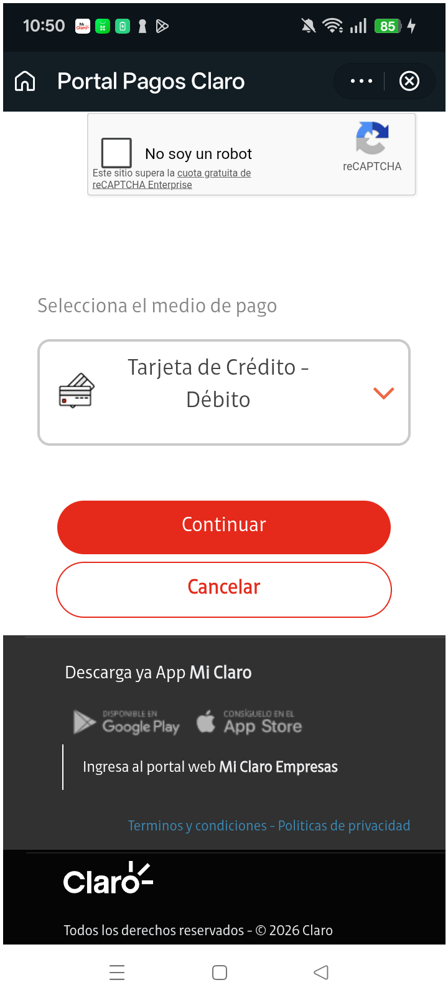 10:50
Mi
Claro
85
Portal Pagos Claro
No soy un robot
Este sitio supera la cuota gratuita de
reCAPTCHA Enterprise
reCAPTCHA
Selecciona el medio de pago
Tarjeta de Crédito -
Débito
Continuar
Cancelar
Descarga ya App Mi Claro
DISPONIBLE EN
Google Play
CONSÍGUELO EN EL
App Store
Ingresa al portal web Mi Claro Empresas
Terminos y condiciones - Politicas de privacidad
Claro
Todos los derechos reservados - © 2026 Claro